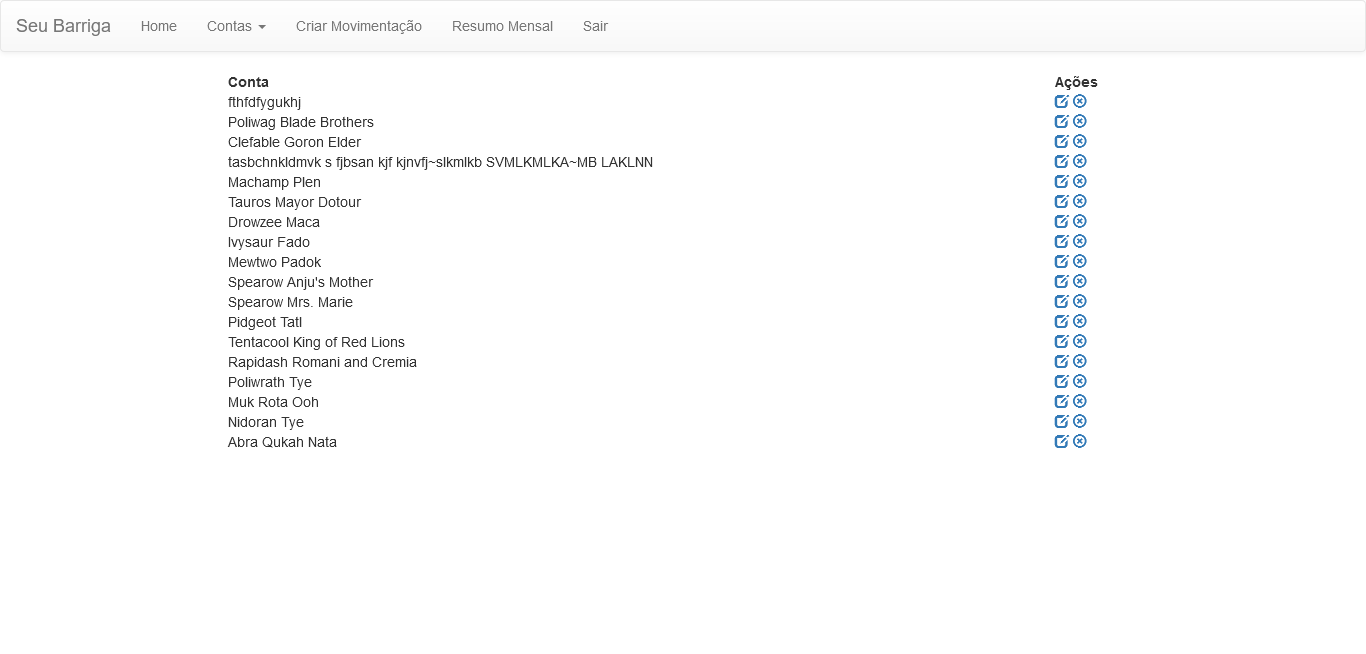 Seu Barriga Home Contas Criar Movimentação Resumo Mensal Sair
Conta Ações
fthfdfygukhj
Poliwag Blade Brothers
Clefable Goron Elder
tasbchnkldmvk s fjbsan kjf kjnvfj~slkmlkb SVMLKMLKA~MB LAKLNN
Machamp Plen
Tauros Mayor Dotour
Drowzee Maca
Ivysaur Fado
Mewtwo Padok
Spearow Anju's Mother
Spearow Mrs. Marie
Pidgeot Tatl
Tentacool King of Red Lions
Rapidash Romani and Cremia
Poliwrath Tye
Muk Rota Ooh
Nidoran Tye
Abra Qukah Nata